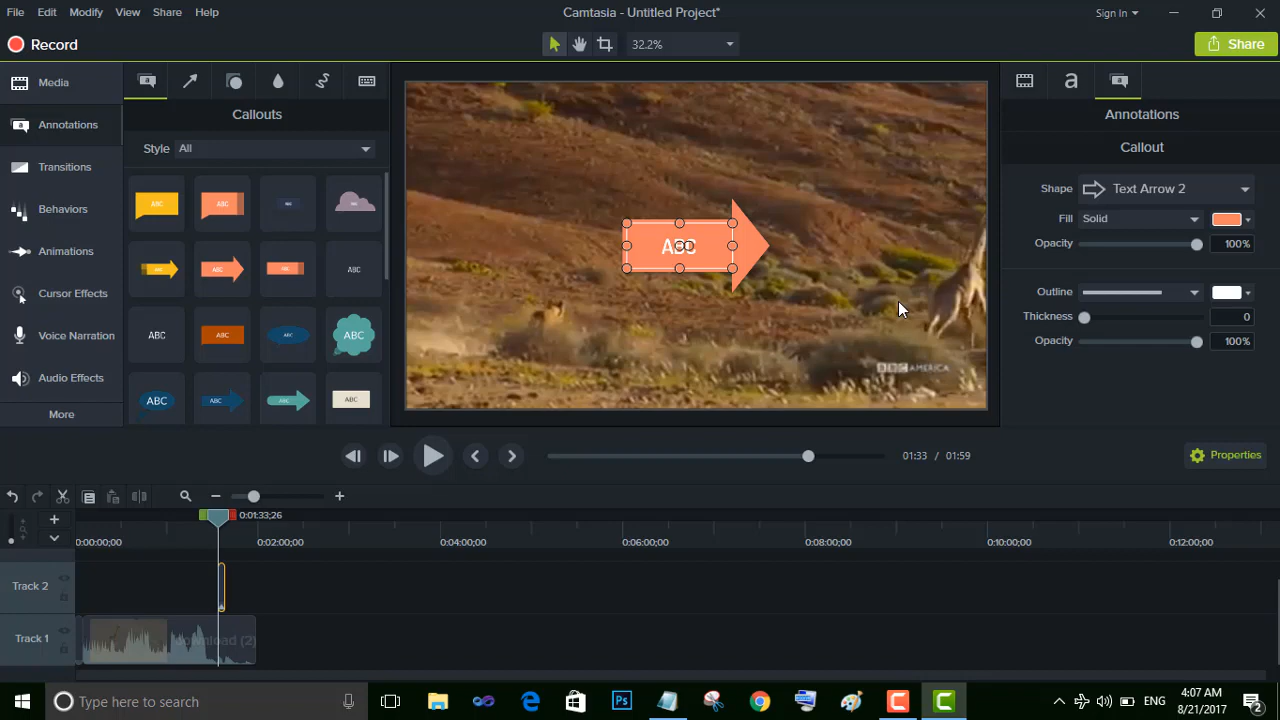 File Edit Modify View Share Help
Camtasia - Untitled Project*
Sign In
Record
32.2%
Share
Media
Annotations
Transitions
Behaviors
Animations
Cursor Effects
Voice Narration
Audio Effects
More
Callouts
Style All
ABC ABC
ABC ABC ABC ABC
ABC ABC ABC ABC
ABC ABC ABC ABC
ABC
BBC AMERICA
Annotations
Callout
Shape Text Arrow 2
Fill Solid
Opacity 100%
Outline
Thickness 0
Opacity 100%
01:33 / 01:59
Properties
0:01:33;26
0:00:00;00 0:02:00;00 0:04:00;00 0:06:00;00 0:08:00;00 0:10:00;00 0:12:00;00
Track 2
Track 1
download (2)
Type here to search
ENG
4:07 AM
8/21/2017
2